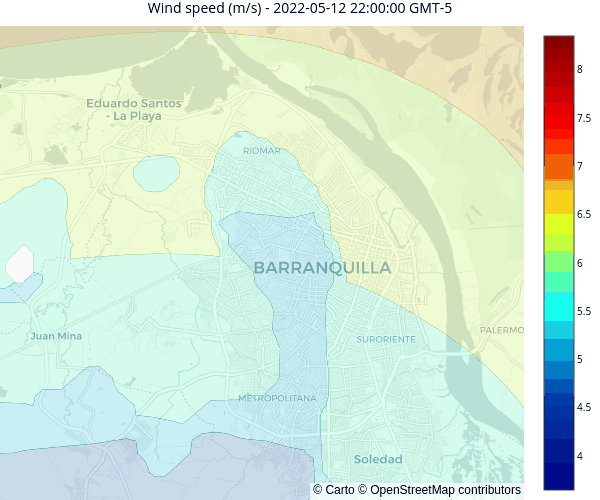 Wind speed (m/s) - 2022-05-12 22:00:00 GMT-5
8
7.5
7
6.5
6
5.5
5
4.5
4
Eduardo Santos
- La Playa
RIOMAR
BARRANQUILLA
Juan Mina
SURORIENTE
PALERMO
METROPOLITANA
Soledad
© Carto © OpenStreetMap contributors